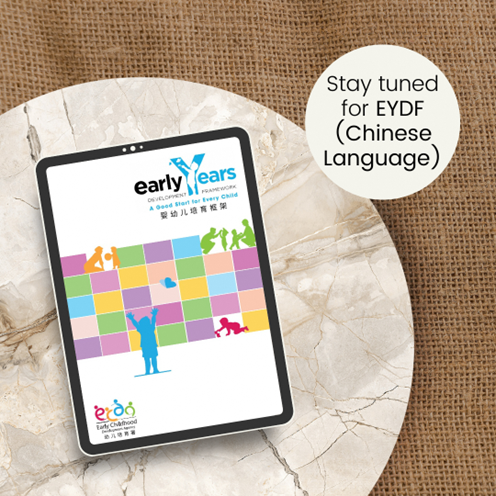 Stay tuned
for EYDF
(Chinese
Language)
early Years
DEVELOPMENT FRAMEWORK
A Good Start for Every Child
婴幼儿培育框架
ecda
Early Childhood
Development Agency
幼儿培育署